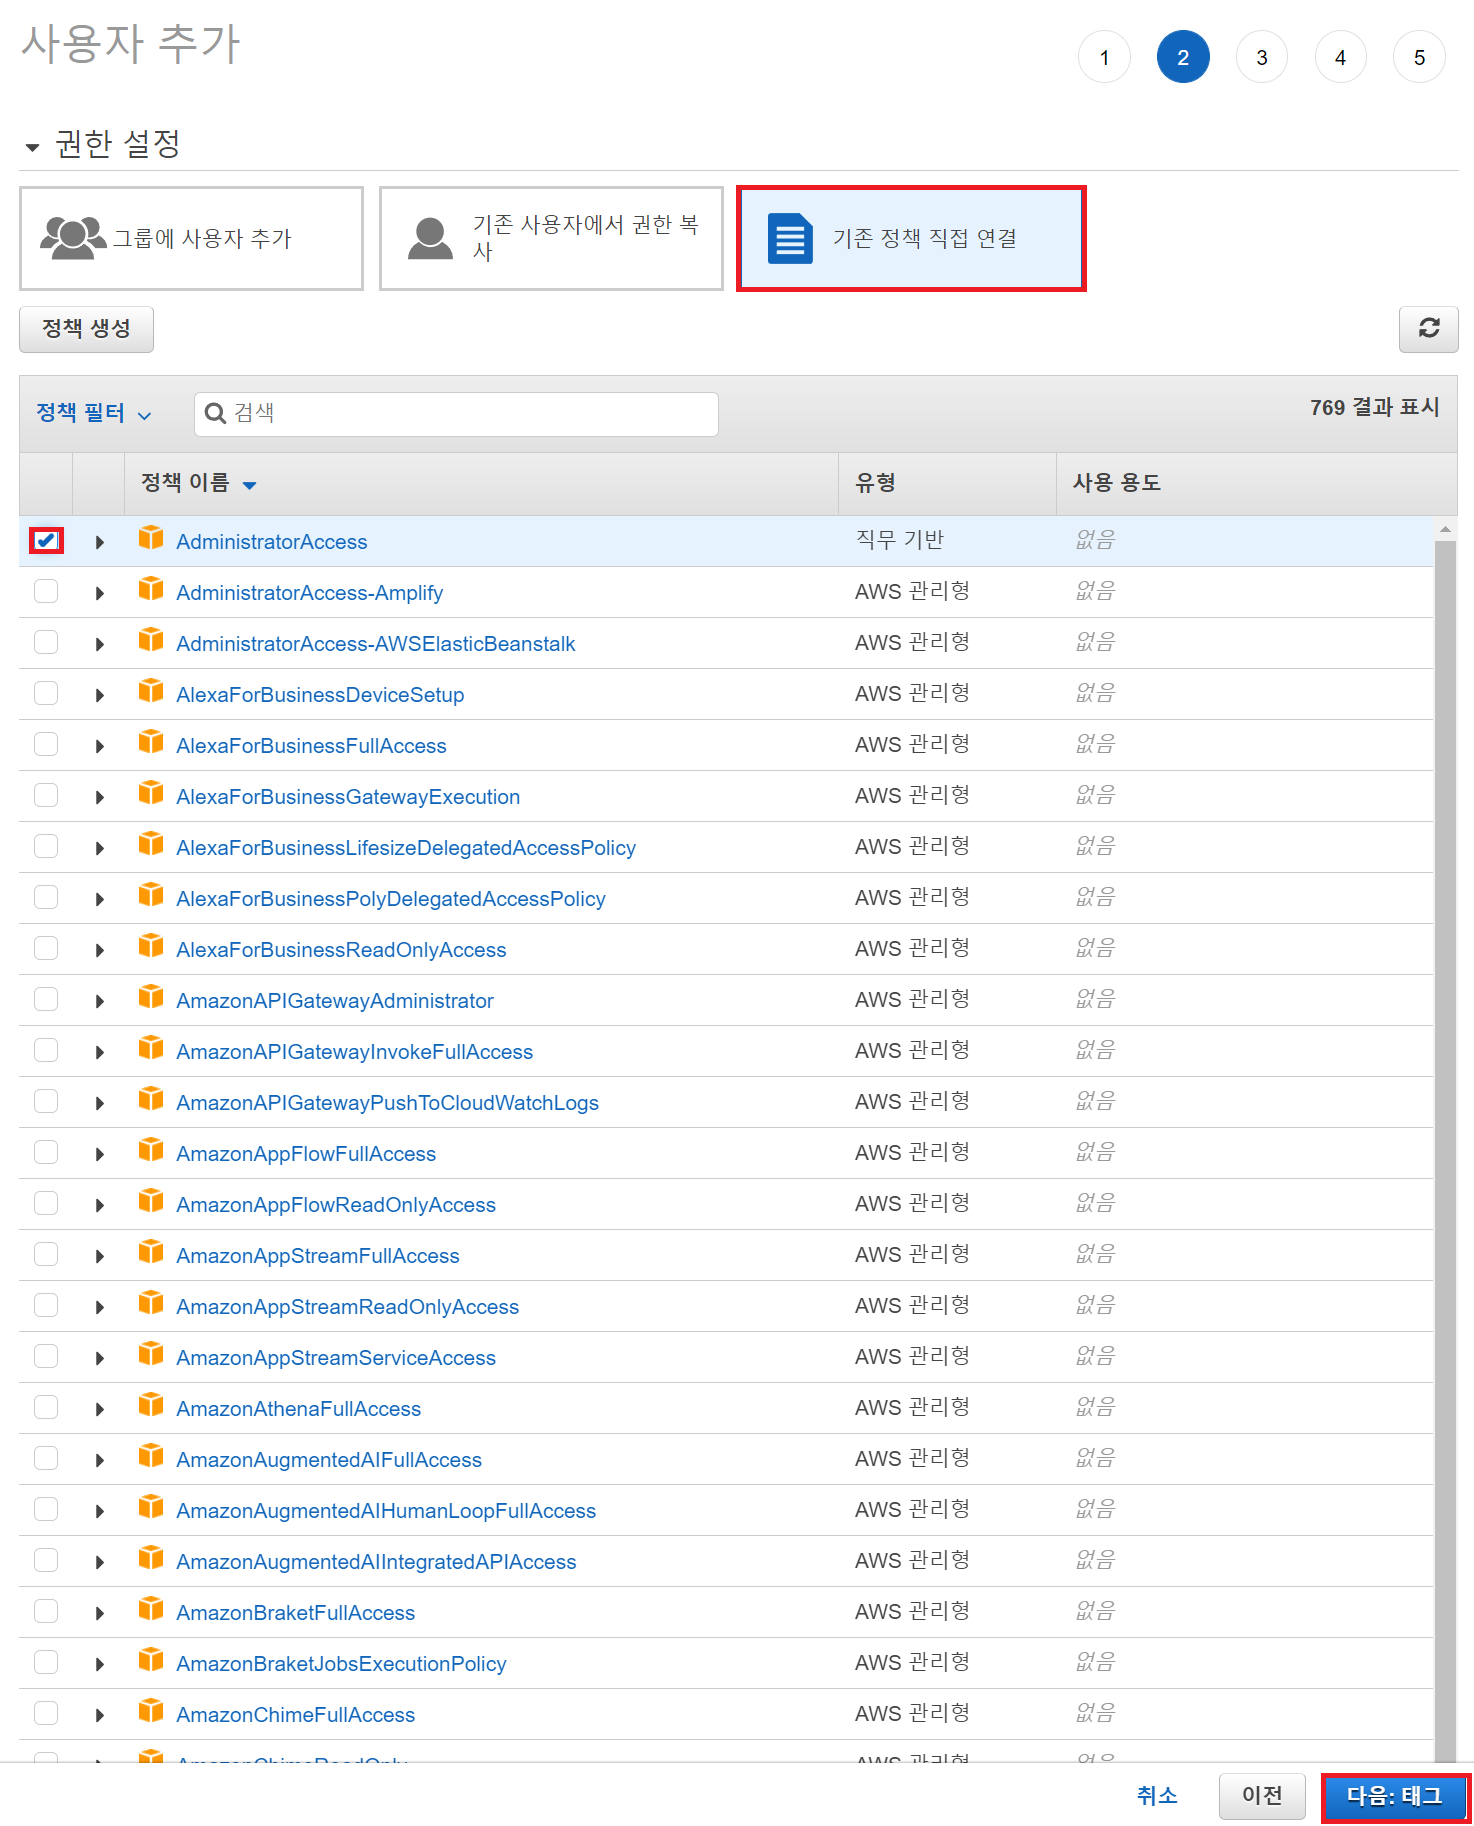 사용자 추가
1 2 3 4 5
권한 설정
그룹에 사용자 추가
기존 사용자에서 권한 복
사
기존 정책 직접 연결
정책 생성
정책 필터 검색 769 결과 표시
정책 이름 유형 사용 용도
AdministratorAccess 직무 기반 없음
AdministratorAccess-Amplify AWS 관리형 없음
AdministratorAccess-AWSElasticBeanstalk AWS 관리형 없음
AlexaForBusinessDeviceSetup AWS 관리형 없음
AlexaForBusinessFullAccess AWS 관리형 없음
AlexaForBusinessGatewayExecution AWS 관리형 없음
AlexaForBusinessLifesizeDelegatedAccessPolicy AWS 관리형 없음
AlexaForBusinessPolyDelegatedAccessPolicy AWS 관리형 없음
AlexaForBusinessReadOnlyAccess AWS 관리형 없음
AmazonAPIGatewayAdministrator AWS 관리형 없음
AmazonAPIGatewayInvokeFullAccess AWS 관리형 없음
AmazonAPIGatewayPushToCloudWatchLogs AWS 관리형 없음
AmazonAppFlowFullAccess AWS 관리형 없음
AmazonAppFlowReadOnlyAccess AWS 관리형 없음
AmazonAppStreamFullAccess AWS 관리형 없음
AmazonAppStreamReadOnlyAccess AWS 관리형 없음
AmazonAppStreamServiceAccess AWS 관리형 없음
AmazonAthenaFullAccess AWS 관리형 없음
AmazonAugmentedAIFullAccess AWS 관리형 없음
AmazonAugmentedAIHumanLoopFullAccess AWS 관리형 없음
AmazonAugmentedAIIntegratedAPIAccess AWS 관리형 없음
AmazonBraketFullAccess AWS 관리형 없음
AmazonBraketJobsExecutionPolicy AWS 관리형 없음
AmazonChimeFullAccess AWS 관리형 없음
AmazonChimeReadOnly AWS 관리형 없음
취소 이전 다음: 태그